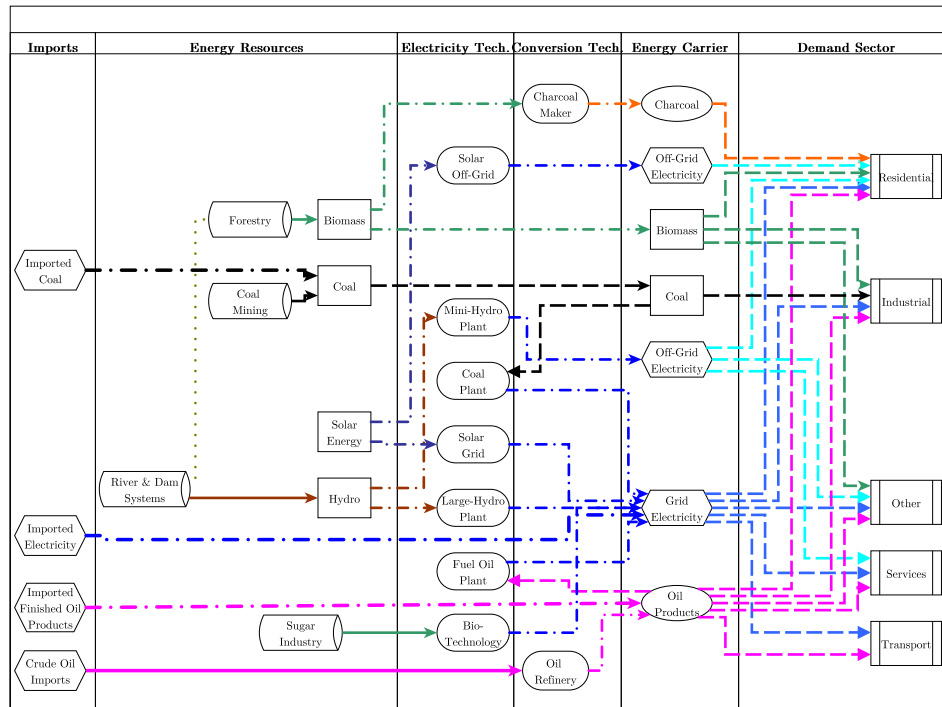 Imports
Energy Resources
Electricity Tech.
Conversion Tech.
Energy Carrier
Demand Sector
Charcoal
Maker
Charcoal
Solar
Off-Grid
Off-Grid
Electricity
Residential
Forestry
Biomass
Biomass
Imported
Coal
Coal
Mining
Coal
Coal
Industrial
Mini-Hydro
Plant
Off-Grid
Electricity
Coal
Plant
Solar
Energy
Solar
Grid
River & Dam
Systems
Hydro
Large-Hydro
Plant
Grid
Electricity
Other
Imported
Electricity
Fuel Oil
Plant
Services
Imported
Finished Oil
Products
Oil
Products
Sugar
Industry
Bio-
Technology
Transport
Crude Oil
Imports
Oil
Refinery